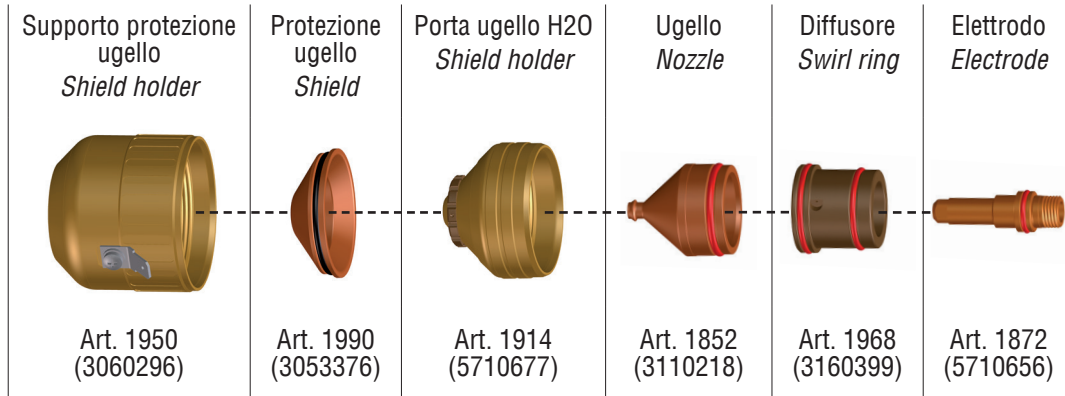 Supporto protezione
ugello
Shield holder
Protezione
ugello
Shield
Porta ugello H2O
Shield holder
Ugello
Nozzle
Diffusore
Swirl ring
Elettrodo
Electrode
Art. 1950
(3060296)
Art. 1990
(3053376)
Art. 1914
(5710677)
Art. 1852
(3110218)
Art. 1968
(3160399)
Art. 1872
(5710656)